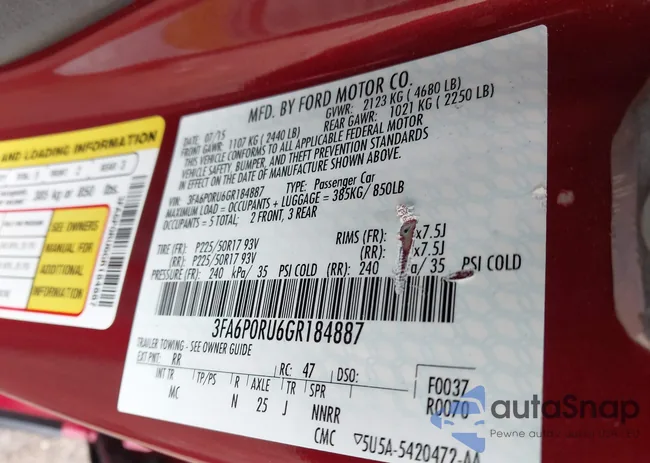 MFD. BY FORD MOTOR CO.
DATE: 07/15 GVWR: 2123 KG ( 4680 LB)
FRONT GAWR: 1107 KG ( 2440 LB) REAR GAWR: 1021 KG ( 2250 LB)
THIS VEHICLE CONFORMS TO ALL APPLICABLE FEDERAL MOTOR
VEHICLE SAFETY, BUMPER, AND THEFT PREVENTION STANDARDS
IN EFFECT ON THE DATE OF MANUFACTURE SHOWN ABOVE.
VIN: 3FA6P0RU6GR184887 TYPE: Passenger Car
MAXIMUM LOAD = OCCUPANTS + LUGGAGE = 385KG/ 850LB
OCCUPANTS = 5 TOTAL; 2 FRONT, 3 REAR
TIRE (FR): P225/50R17 93V RIMS (FR): x7.5J
(RR): P225/50R17 93V (RR): x7.5J
PRESSURE (FR): 240 kPa/ 35 PSI COLD (RR): 240 a/ 35 PSI COLD
3FA6P0RU6GR184887
TRAILER TOWING - SEE OWNER GUIDE
EXT PNT: RR RC: 47 DSO: F0037
INT TR TP/PS R AXLE TR SPR R0070
MC N 25 J NNRR
CMC 5U5A-5420472-AA
AND LOADING INFORMATION
385 kg or 850 lbs.
SEE OWNERS
MANUAL FOR
ADDITIONAL
INFORMATION
3FA6P0RU6GR184887
autoSnap
Pewne auta